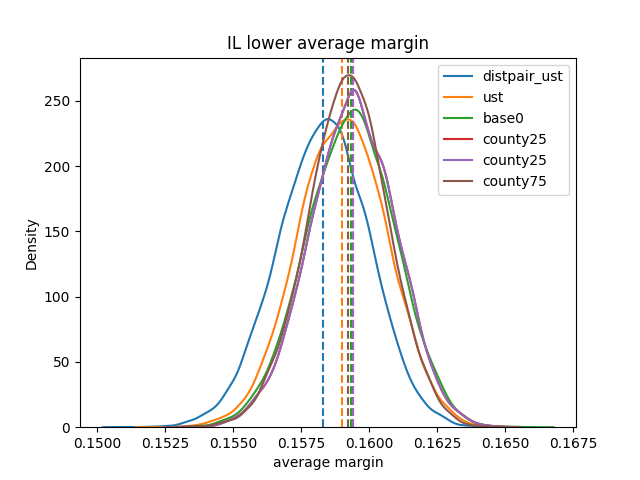 IL lower average margin
Density
250
200
150
100
50
0
distpair_ust
ust
base0
county25
county25
county75
0.1500 0.1525 0.1550 0.1575 0.1600 0.1625 0.1650 0.1675
average margin